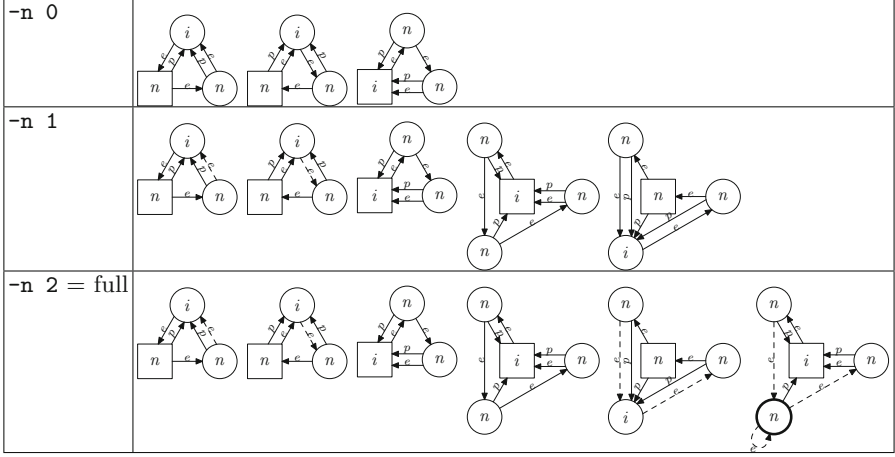 -n 0
i i n
e p p e p e e p p e
n e n n e n i p e n
-n 1
i i n n n
e p p e p e e p p e p e e
n e n n e n i p e n e i p e n e p n e n
p e p p e
n i
-n 2 = full
i i n n n n
e p p e p e e p p e p e e p e
n e n n e n i p e n e i p e n e p n e n e i p e n
p e p p e p e
n i n
e